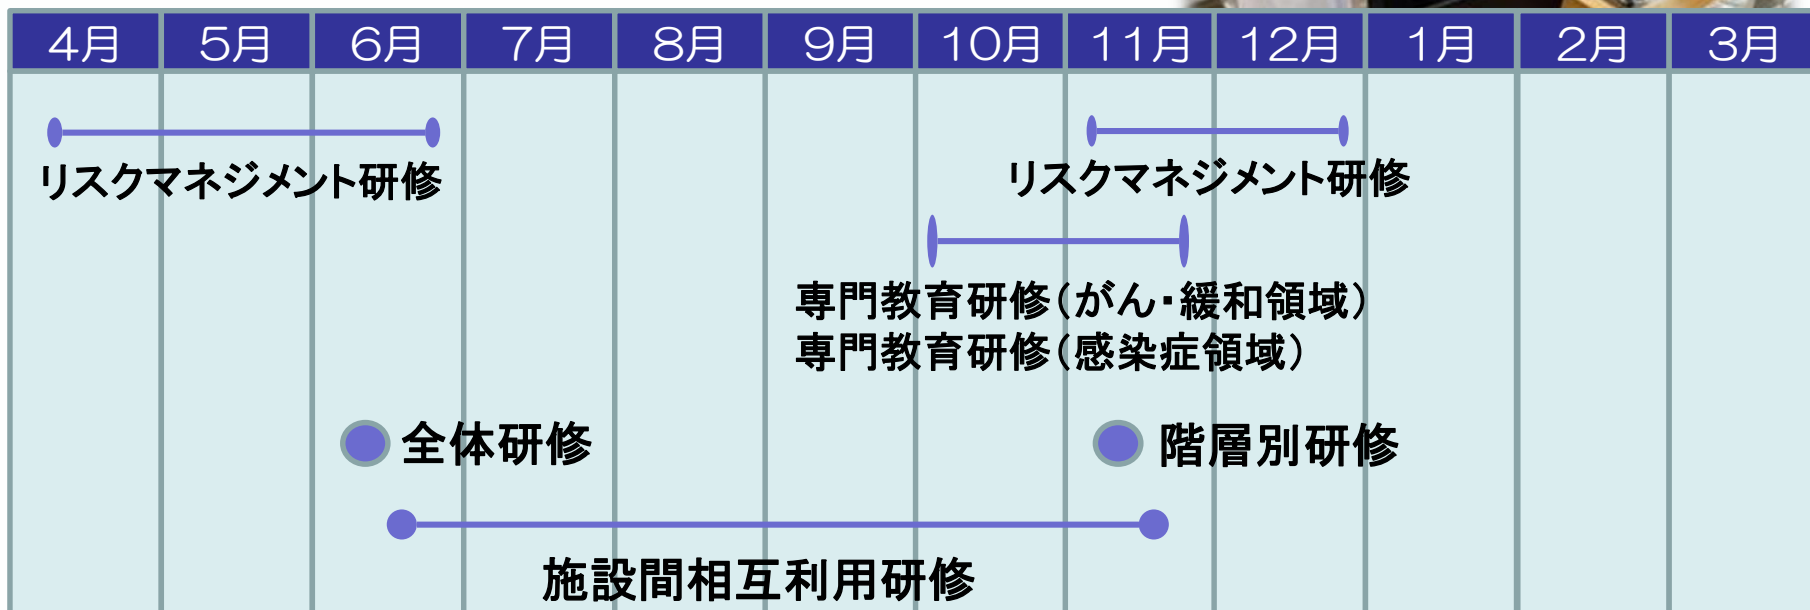 4月 5月 6月 7月 8月 9月 10月 11月 12月 1月 2月 3月
リスクマネジメント研修
リスクマネジメント研修
専門教育研修（がん・緩和領域）
専門教育研修（感染症領域）
全体研修
階層別研修
施設間相互利用研修